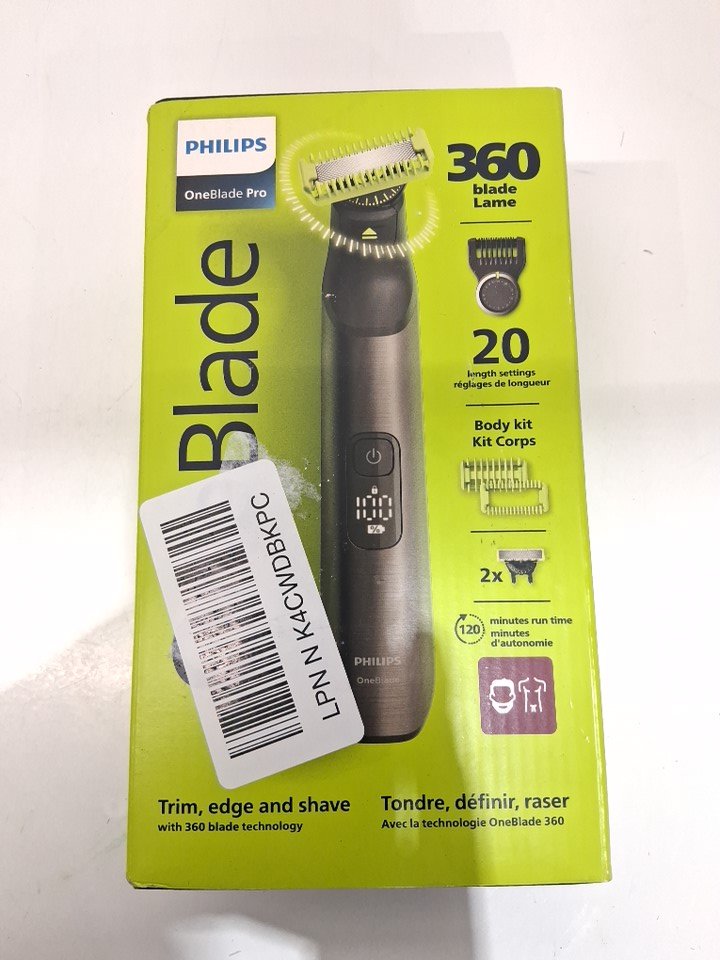 PHILIPS
OneBlade Pro
360
blade
Lame
20
length settings
réglages de longueur
Body kit
Kit Corps
2x
120
minutes run time
minutes
d'autonomie
Blade
100
%
PHILIPS
OneBlade
LPN N K4CWDBKPC
Trim, edge and shave
with 360 blade technology
Tondre, définir, raser
Avec la technologie OneBlade 360